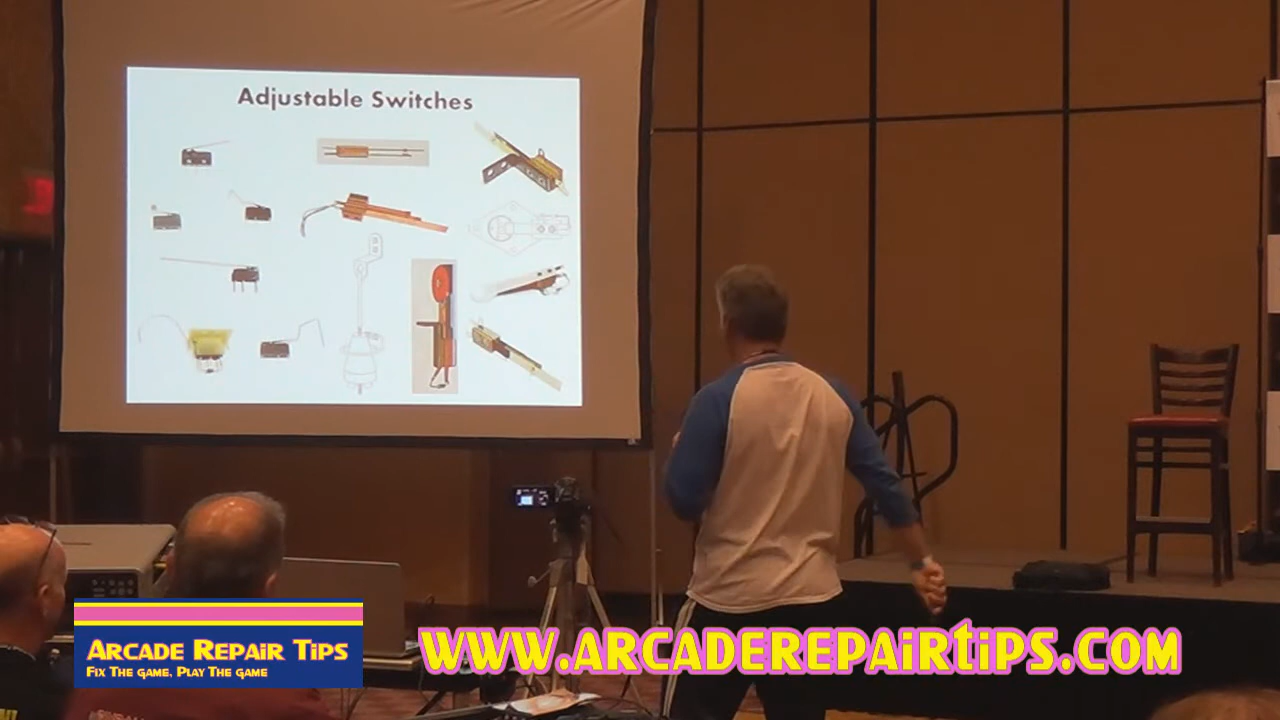 Adjustable Switches
Arcade Repair Tips
Fix The Game, Play The Game
www.arcaderepairtips.com